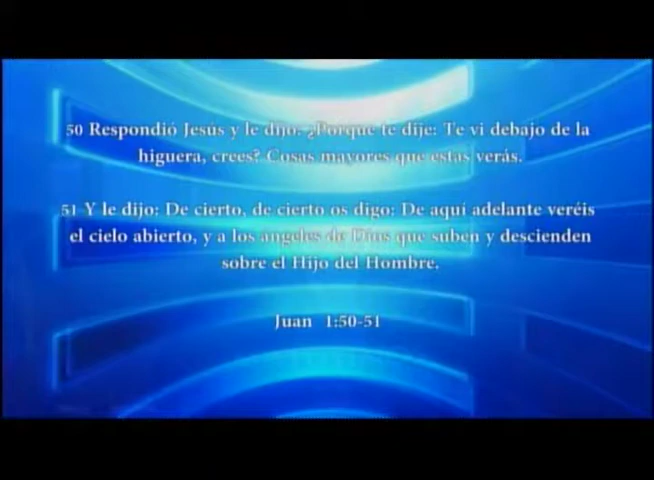 50 Respondió Jesús y le dijo: ¿Porque te dije: Te vi debajo de la
higuera, crees? Cosas mayores que estas verás.
51 Y le dijo: De cierto, de cierto os digo: De aquí adelante veréis
el cielo abierto, y a los ángeles de Dios que suben y descienden
sobre el Hijo del Hombre.
Juan 1:50-51